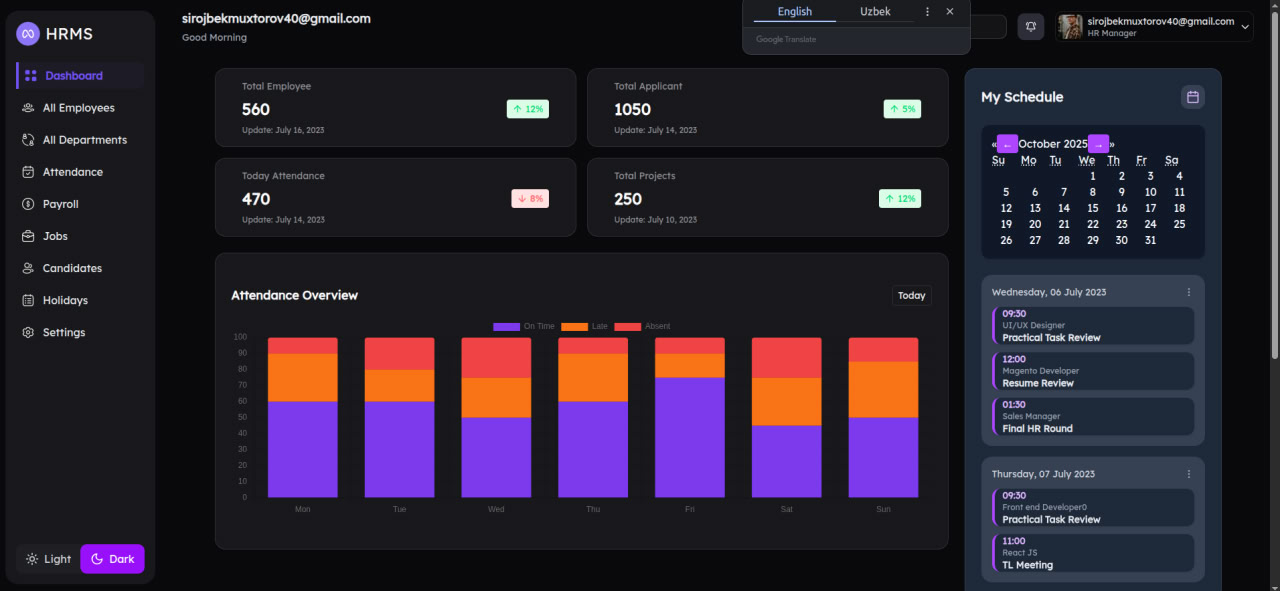 HRMS
Dashboard
All Employees
All Departments
Attendance
Payroll
Jobs
Candidates
Holidays
Settings
Light
Dark
sirojbekmuxtorov40@gmail.com
Good Morning
English
Uzbek
Google Translate
sirojbekmuxtorov40@gmail.com
HR Manager
Total Employee
560
↑ 12%
Update: July 16, 2023
Total Applicant
1050
↑ 5%
Update: July 14, 2023
Today Attendance
470
↓ 8%
Update: July 14, 2023
Total Projects
250
↑ 12%
Update: July 10, 2023
Attendance Overview
Today
On Time Late Absent
100
90
80
70
60
50
40
30
20
10
0
Mon Tue Wed Thu Fri Sat Sun
My Schedule
« ← October 2025 → »
Su Mo Tu We Th Fr Sa
1 2 3 4
5 6 7 8 9 10 11
12 13 14 15 16 17 18
19 20 21 22 23 24 25
26 27 28 29 30 31
Wednesday, 06 July 2023
09:30
UI/UX Designer
Practical Task Review
12:00
Magento Developer
Resume Review
01:30
Sales Manager
Final HR Round
Thursday, 07 July 2023
09:30
Front end Developer0
Practical Task Review
11:00
React JS
TL Meeting